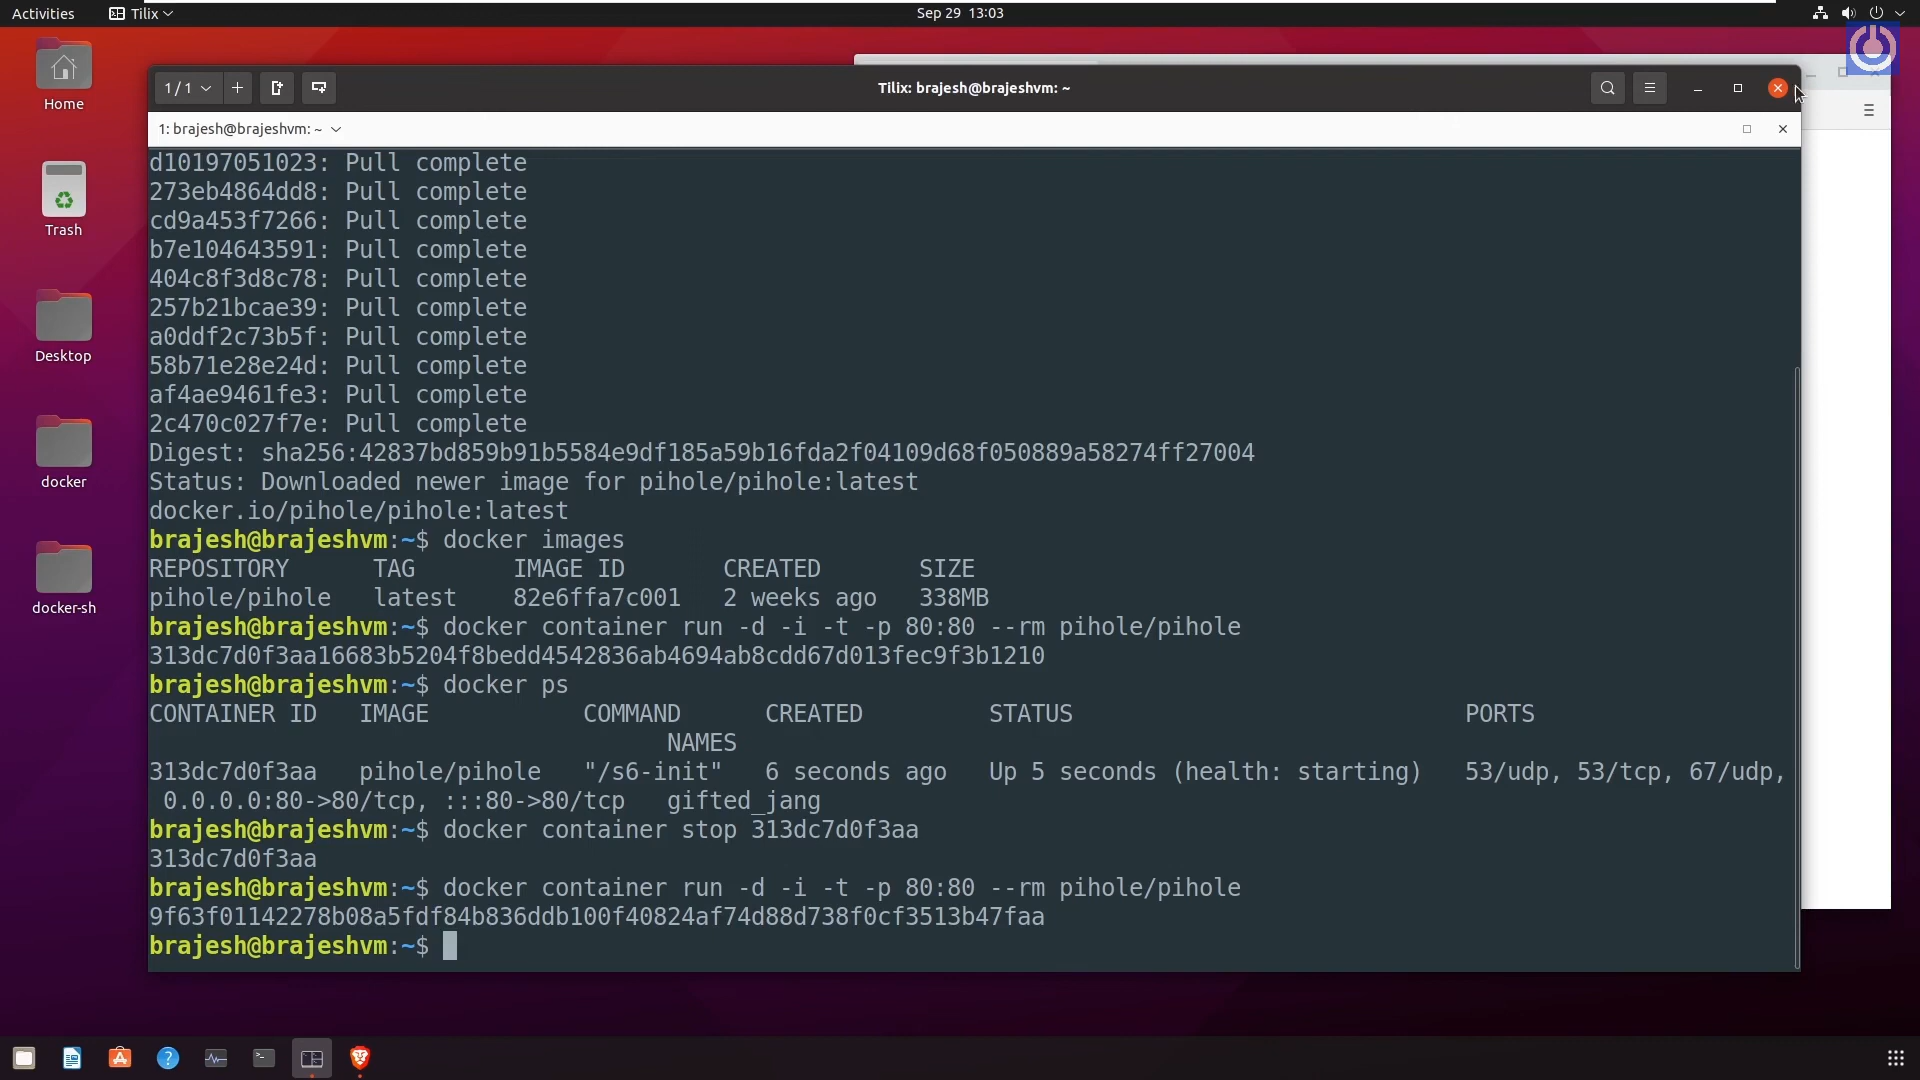 Activities
Tilix
Sep 29 13:03
Home
Trash
Desktop
docker
docker-sh
1 / 1
Tilix: brajesh@brajeshvm: ~
1: brajesh@brajeshvm: ~
d10197051023: Pull complete
273eb4864dd8: Pull complete
cd9a453f7266: Pull complete
b7e104643591: Pull complete
404c8f3d8c78: Pull complete
257b21bcae39: Pull complete
a0ddf2c73b5f: Pull complete
58b71e28e24d: Pull complete
af4ae9461fe3: Pull complete
2c470c027f7e: Pull complete
Digest: sha256:42837bd859b91b5584e9df185a59b16fda2f04109d68f050889a58274ff27004
Status: Downloaded newer image for pihole/pihole:latest
docker.io/pihole/pihole:latest
brajesh@brajeshvm:~$ docker images
REPOSITORY      TAG       IMAGE ID       CREATED       SIZE
pihole/pihole   latest    82e6ffa7c001   2 weeks ago   338MB
brajesh@brajeshvm:~$ docker container run -d -i -t -p 80:80 --rm pihole/pihole
313dc7d0f3aa16683b5204f8bedd4542836ab4694ab8cdd67d013fec9f3b1210
brajesh@brajeshvm:~$ docker ps
CONTAINER ID   IMAGE           COMMAND      CREATED         STATUS                            PORTS
NAMES
313dc7d0f3aa   pihole/pihole   "/s6-init"   6 seconds ago   Up 5 seconds (health: starting)   53/udp, 53/tcp, 67/udp,
0.0.0.0:80->80/tcp, :::80->80/tcp   gifted_jang
brajesh@brajeshvm:~$ docker container stop 313dc7d0f3aa
313dc7d0f3aa
brajesh@brajeshvm:~$ docker container run -d -i -t -p 80:80 --rm pihole/pihole
9f63f01142278b08a5fdf84b836ddb100f40824af74d88d738f0cf3513b47faa
brajesh@brajeshvm:~$